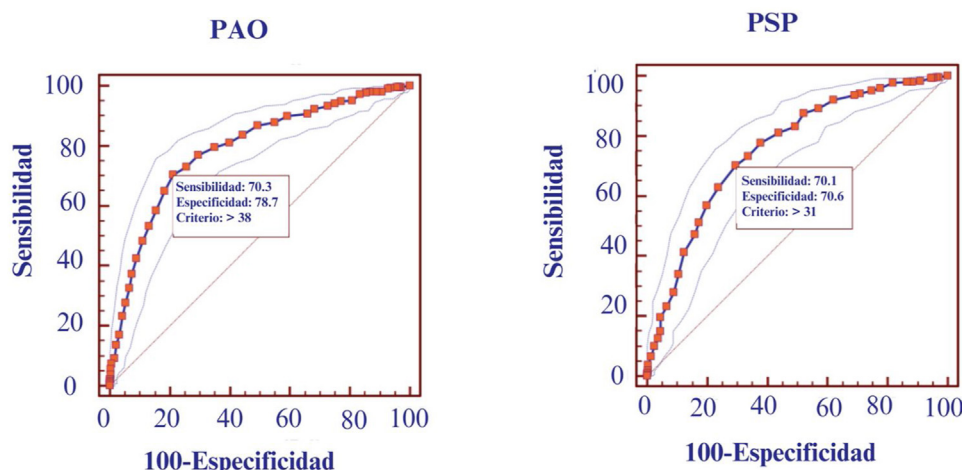 PAO
Sensibilidad
100
80
60
40
20
0
Sensibilidad: 70.3
Especificidad: 78.7
Criterio: > 38
0 20 40 60 80 100
100-Especificidad
PSP
Sensibilidad
100
80
60
40
20
0
Sensibilidad: 70.1
Especificidad: 70.6
Criterio: > 31
0 20 40 60 80 100
100-Especificidad